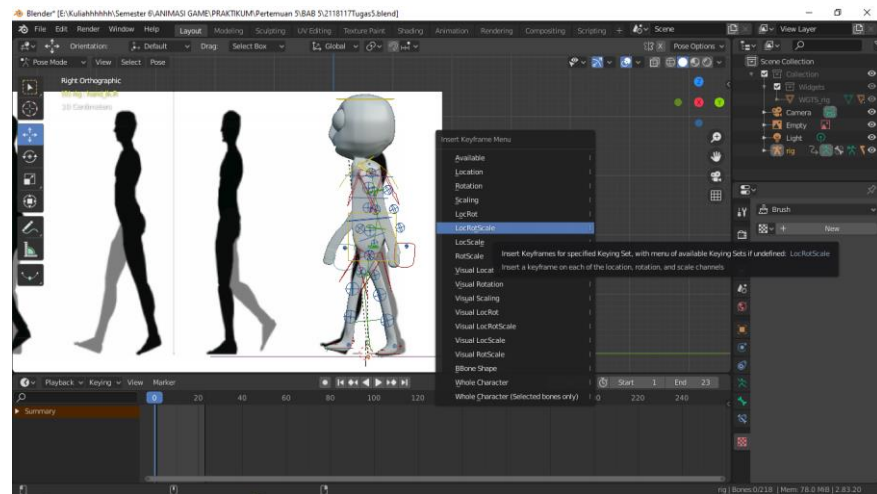 Blender* [E:\Kuliahhhhhh\Semester 6\ANIMASI GAME\PRAKTIKUM\Pertemuan 5\BAB 5\2118117Tugas5.blend]
File Edit Render Window Help Layout Modeling Sculpting UV Editing Texture Paint Shading Animation Rendering Compositing Scripting + Scene View Layer
Orientation: Default Drag: Select Box Global Pose Options
Pose Mode View Select Pose
Right Orthographic
10 Centimeters
Scene Collection
Collection
Widgets
WGTS_rig
Camera
Empty
Light
rig
Brush
New
Insert Keyframe Menu
Available
Location
Rotation
Scaling
LocRot
LocRotScale
LocScale
RotScale
Visual Locat
Visual Rotation
Visual Scaling
Visual LocRot
Visual LocRotScale
Visual LocScale
Visual RotScale
BBone Shape
Whole Character
Whole Character (Selected bones only)
Insert Keyframes for specified Keying Set, with menu of available Keying Sets if undefined: LocRotScale
Insert a keyframe on each of the location, rotation, and scale channels
Playback Keying View Marker Start 1 End 23
0 20 40 60 80 100 120 0 220 240
Summary
rig | Bones:0/218 | Mem: 78.0 MiB | 2.83.20